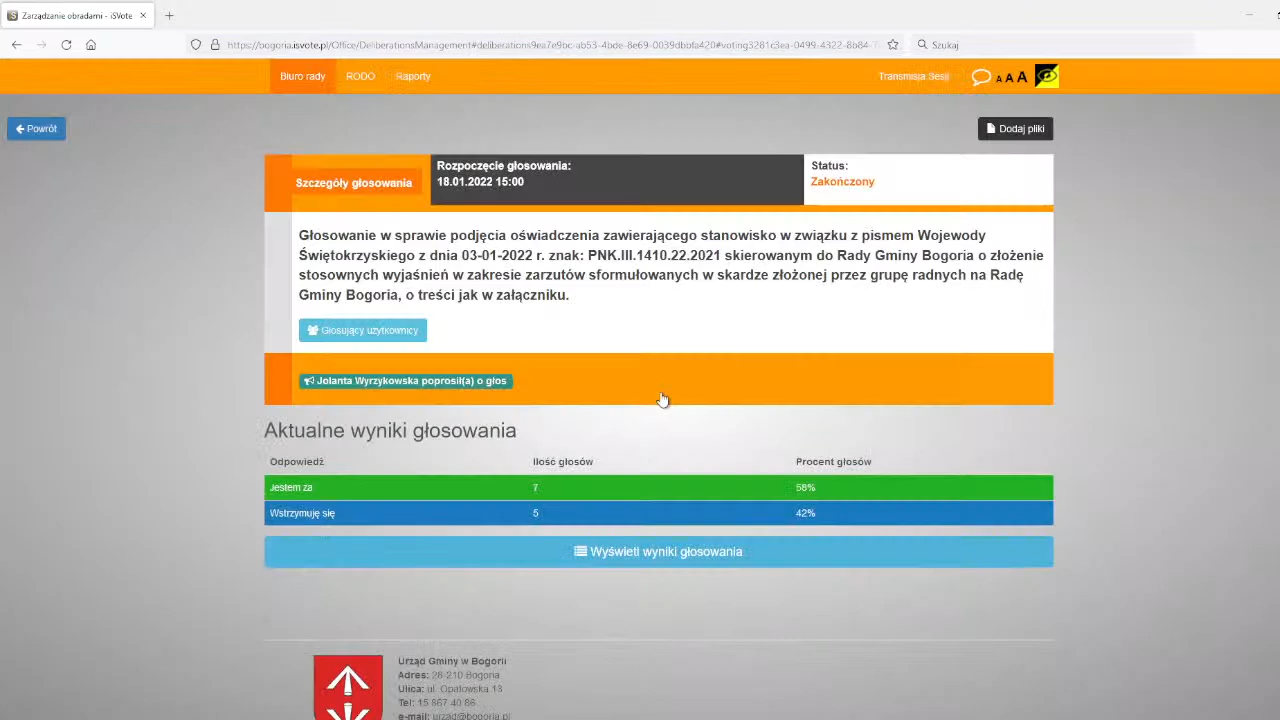 Zarządzanie obradami - iSVote
https://bogoria.isvote.pl/Office/DeliberationsManagement#deliberations9ea7e9bc-ab53-4bde-8e69-0039dbbfa420#voting3281c3ea-0499-4322-8b84-
Szukaj
Biuro rady RODO Raporty Transmisja Sesji A A A
Powrót
Dodaj pliki
Szczegóły głosowania
Rozpoczęcie głosowania:
18.01.2022 15:00
Status:
Zakończony
Głosowanie w sprawie podjęcia oświadczenia zawierającego stanowisko w związku z pismem Wojewody
Świętokrzyskiego z dnia 03-01-2022 r. znak: PNK.III.1410.22.2021 skierowanym do Rady Gminy Bogoria o złożenie
stosownych wyjaśnień w zakresie zarzutów sformułowanych w skardze złożonej przez grupę radnych na Radę
Gminy Bogoria, o treści jak w załączniku.
Głosujący użytkownicy
Jolanta Wyrzykowska poprosił(a) o głos
Aktualne wyniki głosowania
Odpowiedź Ilość głosów Procent głosów
Jestem za 7 58%
Wstrzymuję się 5 42%
Wyświetl wyniki głosowania
Urząd Gminy w Bogorii
Adres: 28-210 Bogoria
Ulica: ul. Opatowska 13
Tel: 15 867 40 86
e-mail: urzad@bogoria.pl